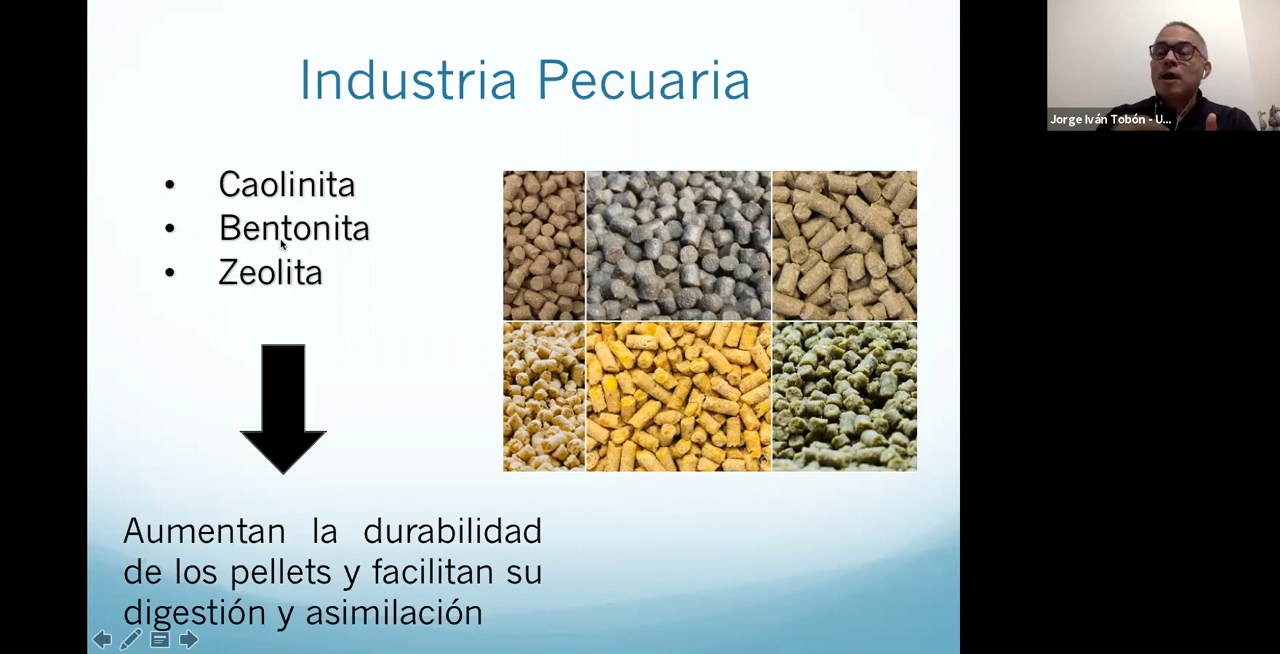 Industria Pecuaria
• Caolinita
• Bentonita
• Zeolita
Aumentan la durabilidad
de los pellets y facilitan su
digestión y asimilación
Jorge Iván Tobón - U...